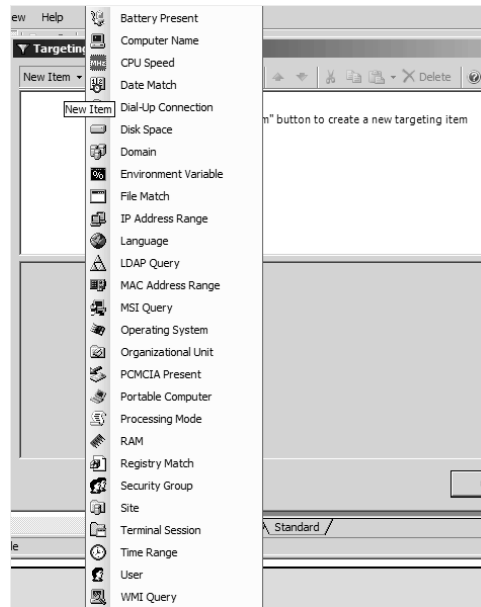 ew Help
Targeting
New Item
Delete
New Item
m" button to create a new targeting item
Battery Present
Computer Name
CPU Speed
Date Match
Dial-Up Connection
Disk Space
Domain
Environment Variable
File Match
IP Address Range
Language
LDAP Query
MAC Address Range
MSI Query
Operating System
Organizational Unit
PCMCIA Present
Portable Computer
Processing Mode
RAM
Registry Match
Security Group
Site
Terminal Session
Time Range
User
WMI Query
Standard
le